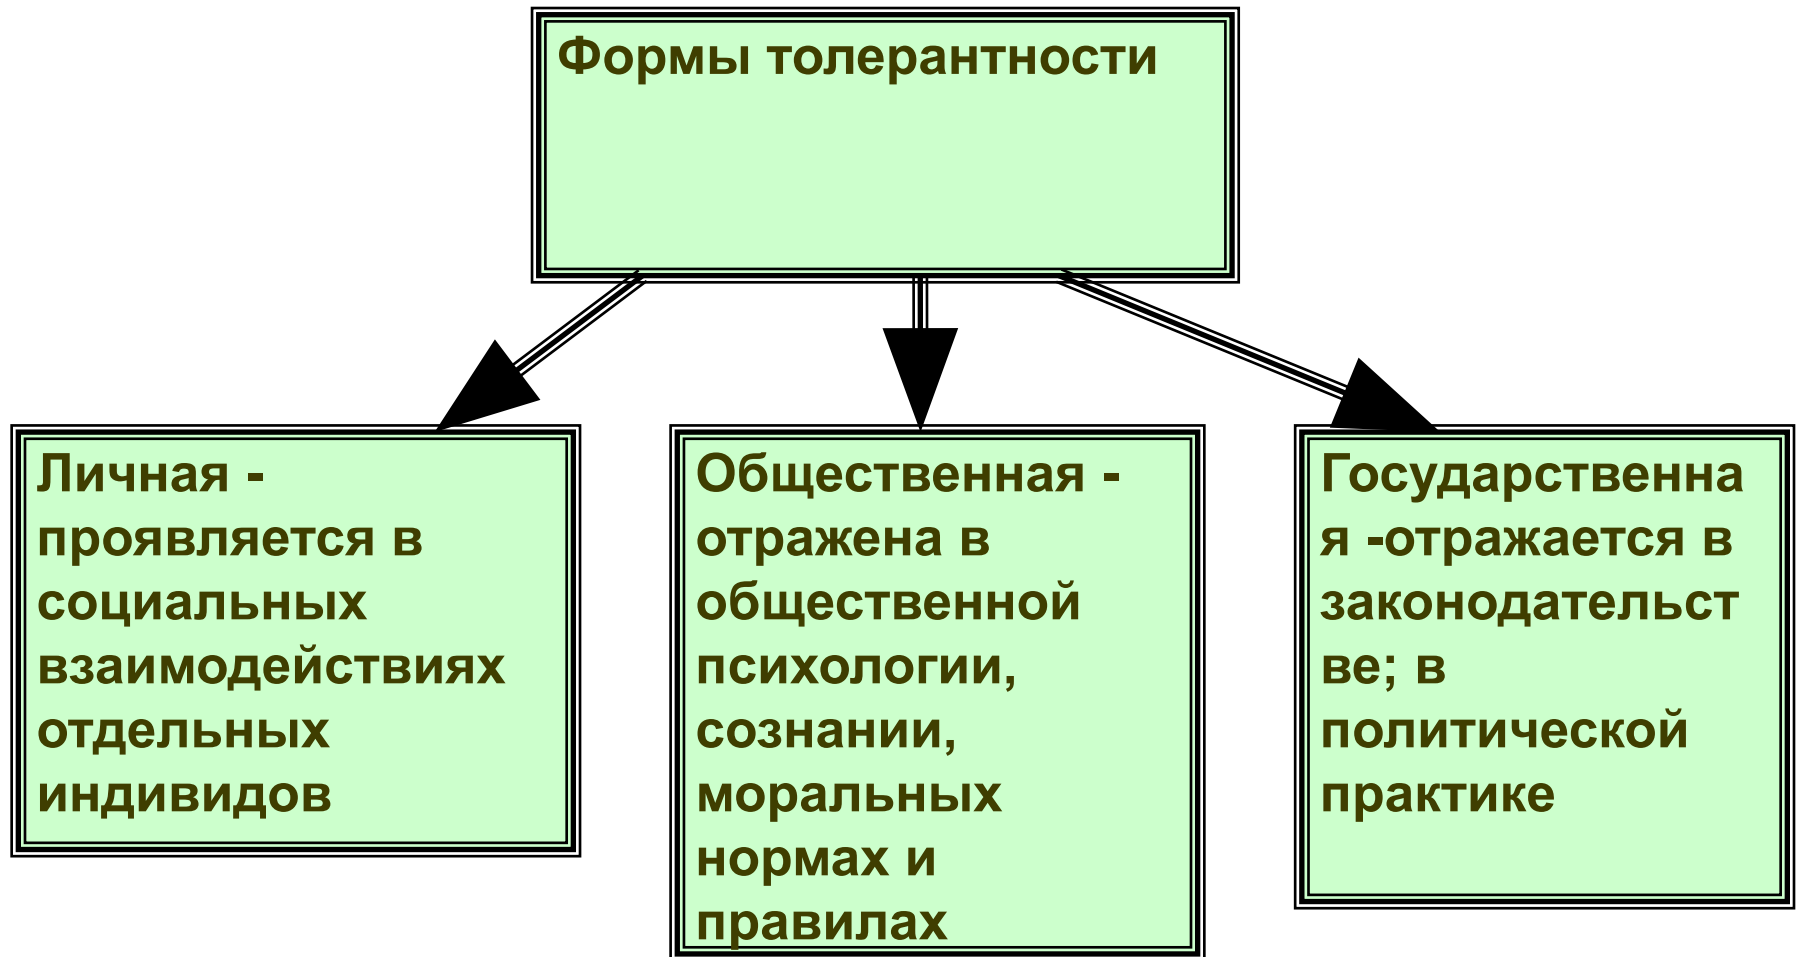 Формы толерантности
Личная -
проявляется в
социальных
взаимодействиях
отдельных
индивидов
Общественная -
отражена в
общественной
психологии,
сознании,
моральных
нормах и
правилах
Государственна
я -отражается в
законодательст
ве; в
политической
практике